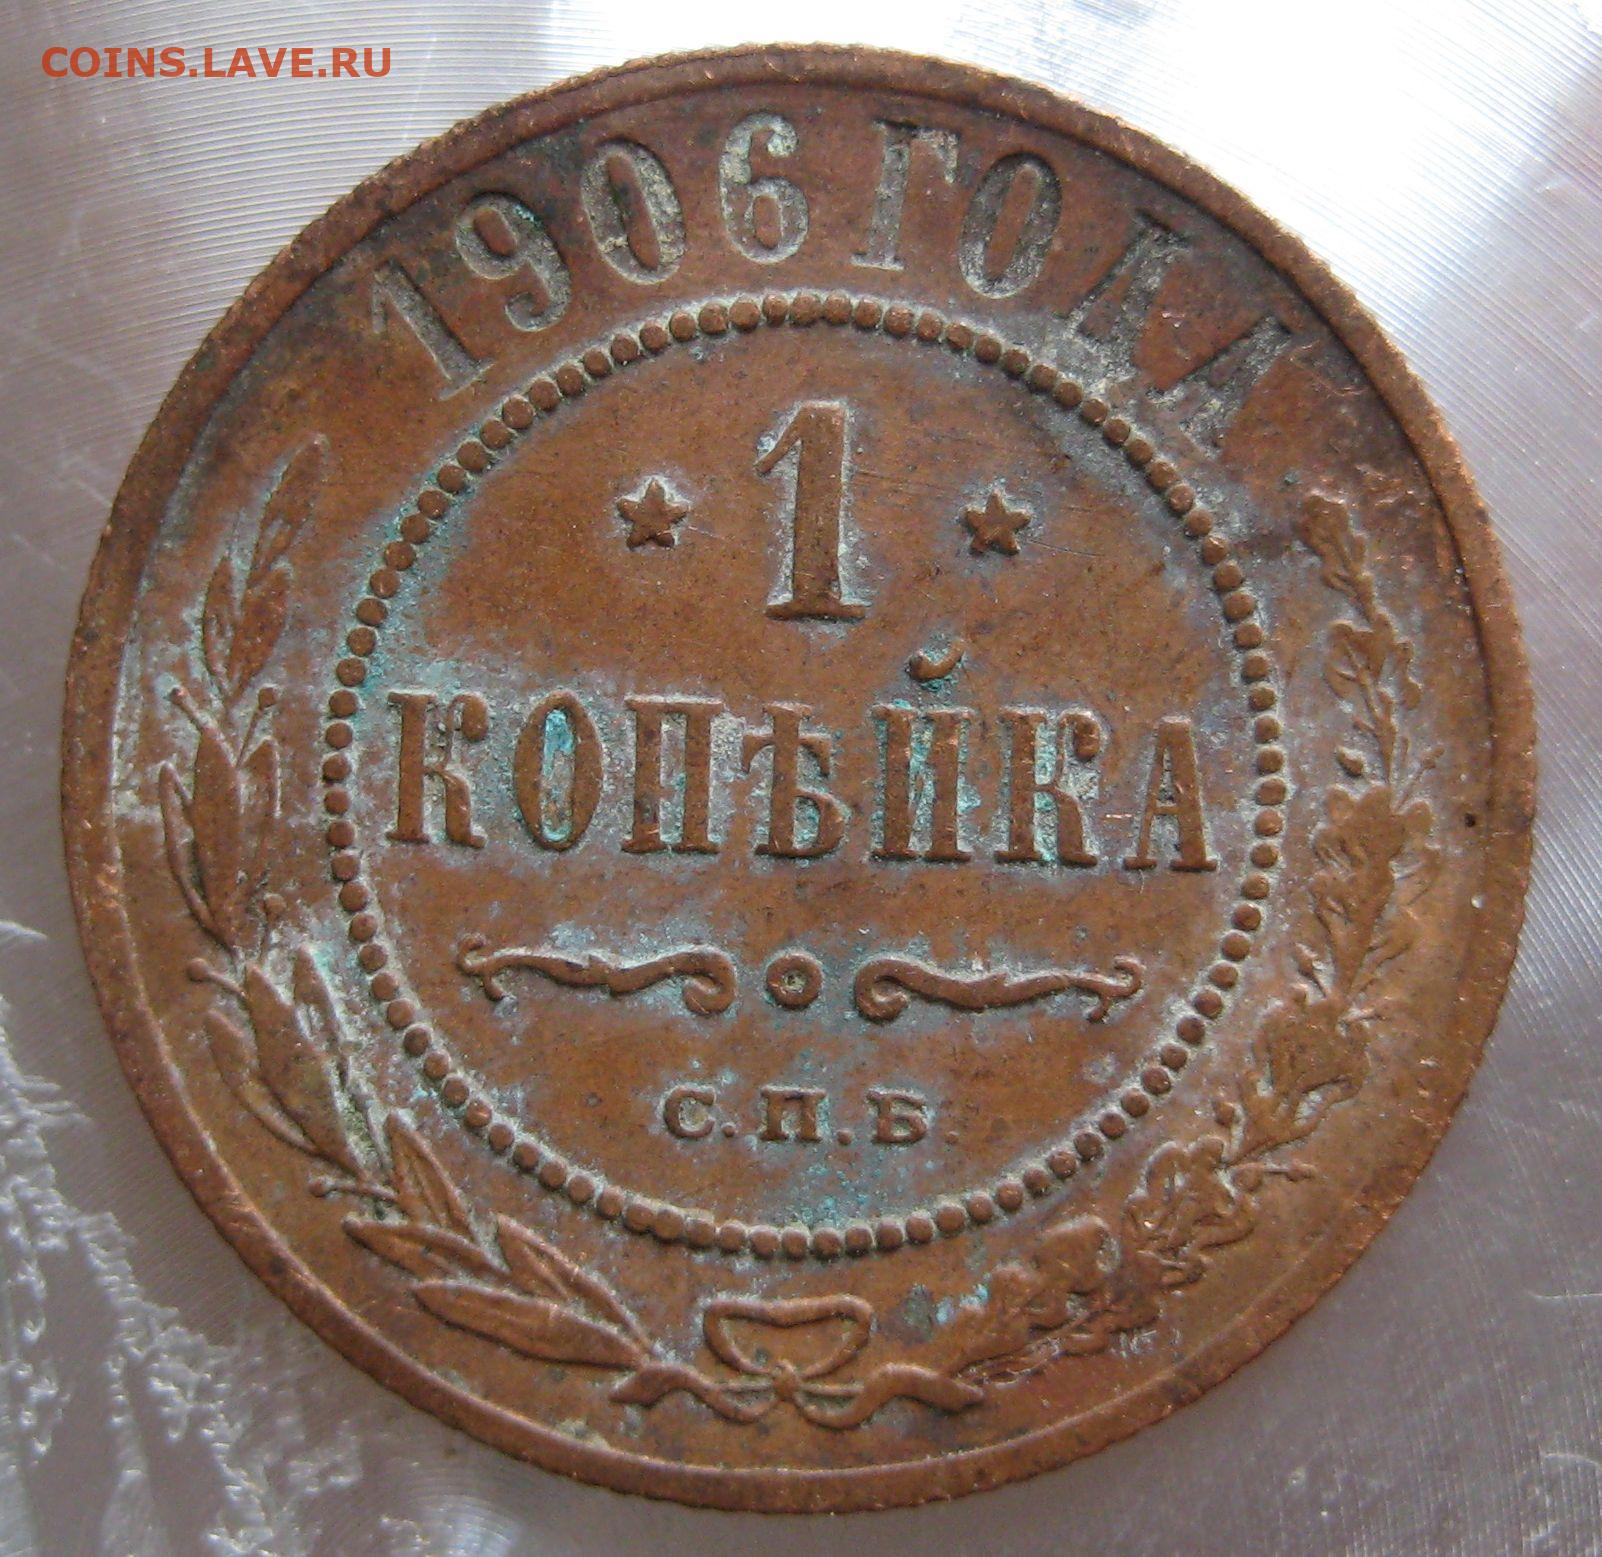 COINS.LAVE.RU
1906 ГОДА
1
КОПѢЙКА
С.П.Б.